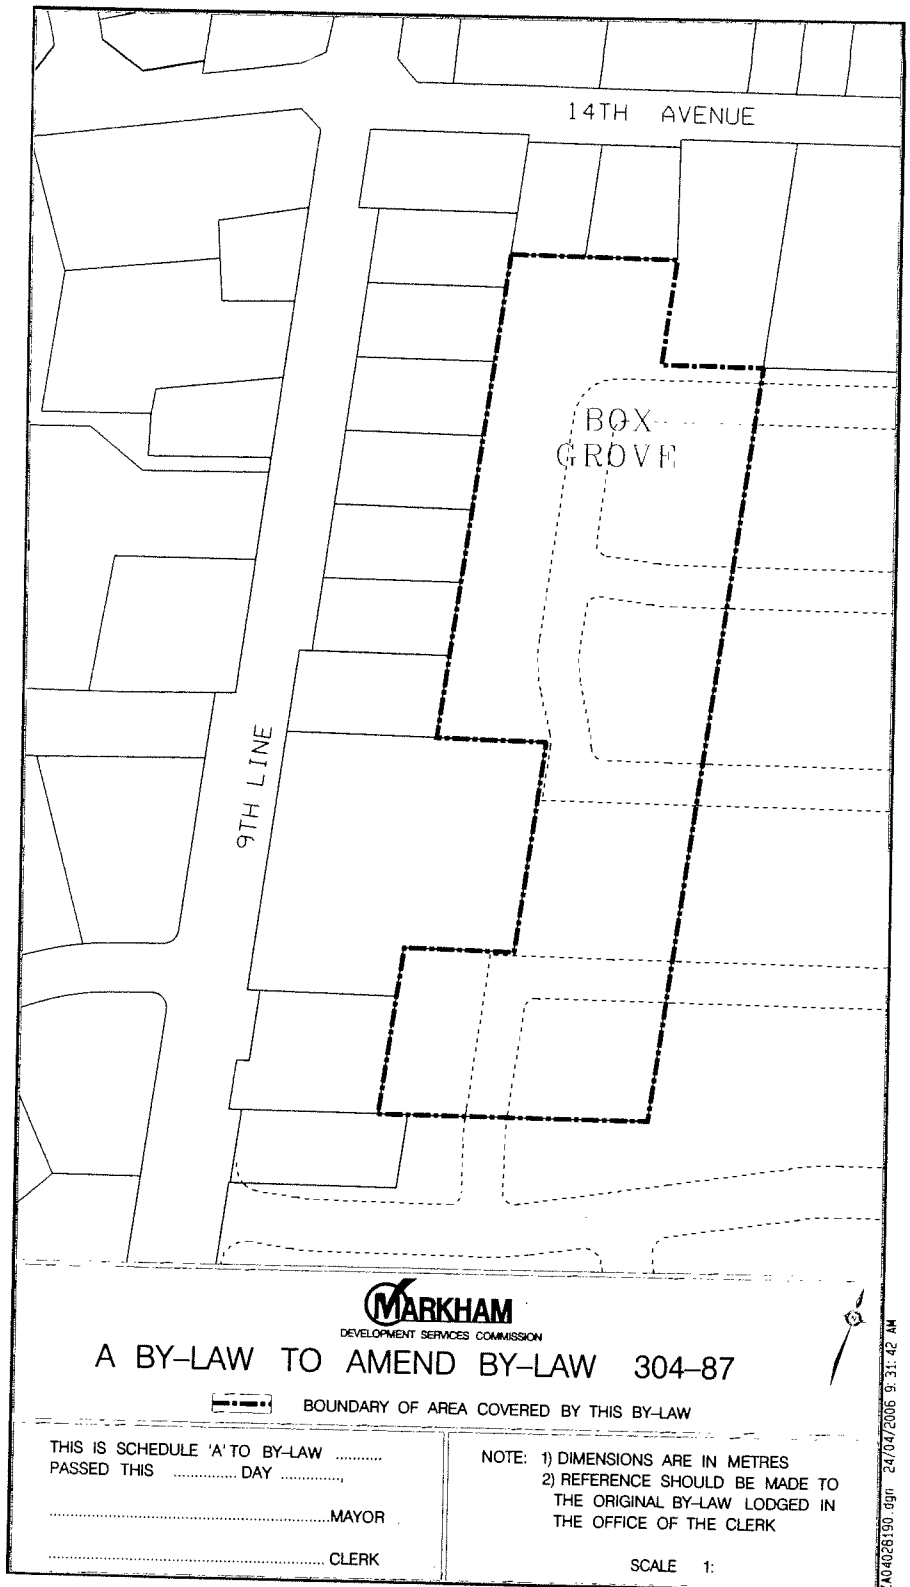 14TH AVENUE
BOX
GROVE
9TH LINE
MARKHAM
DEVELOPMENT SERVICES COMMISSION
A BY-LAW TO AMEND BY-LAW 304-87
BOUNDARY OF AREA COVERED BY THIS BY-LAW
THIS IS SCHEDULE 'A' TO BY-LAW ...........
PASSED THIS ............... DAY ...............,
MAYOR
CLERK
NOTE: 1) DIMENSIONS ARE IN METRES
2) REFERENCE SHOULD BE MADE TO
THE ORIGINAL BY-LAW LODGED IN
THE OFFICE OF THE CLERK
SCALE 1:
24/04/2006 9:31:42 AM